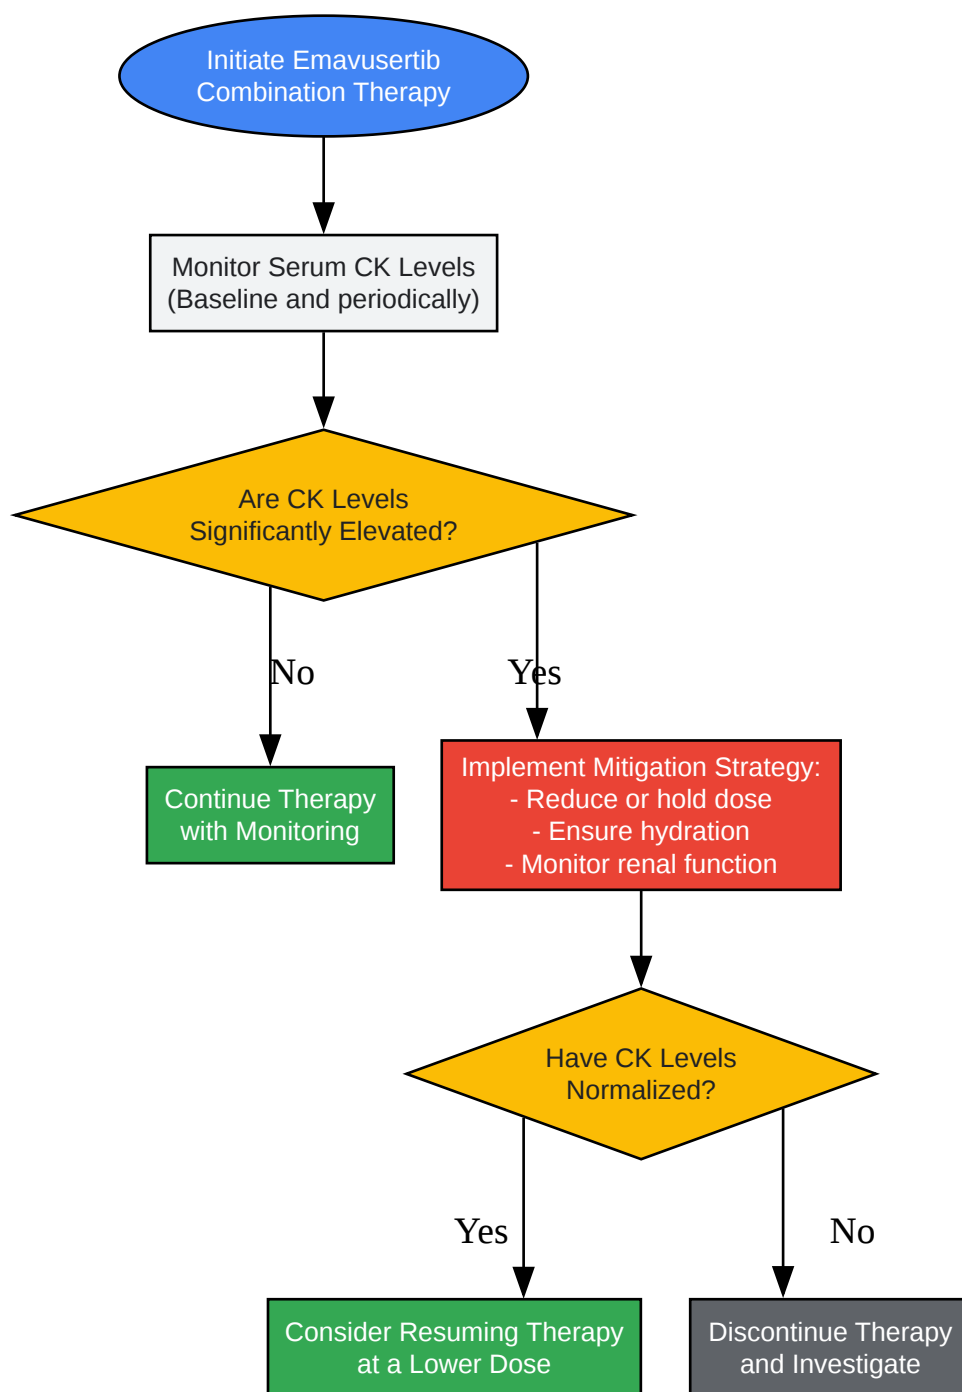 Initiate Emavusertib
Combination Therapy
Monitor Serum CK Levels
(Baseline and periodically)
Are CK Levels
Significantly Elevated?
No
Yes
Continue Therapy
with Monitoring
Implement Mitigation Strategy:
- Reduce or hold dose
- Ensure hydration
- Monitor renal function
Have CK Levels
Normalized?
Yes
No
Consider Resuming Therapy
at a Lower Dose
Discontinue Therapy
and Investigate